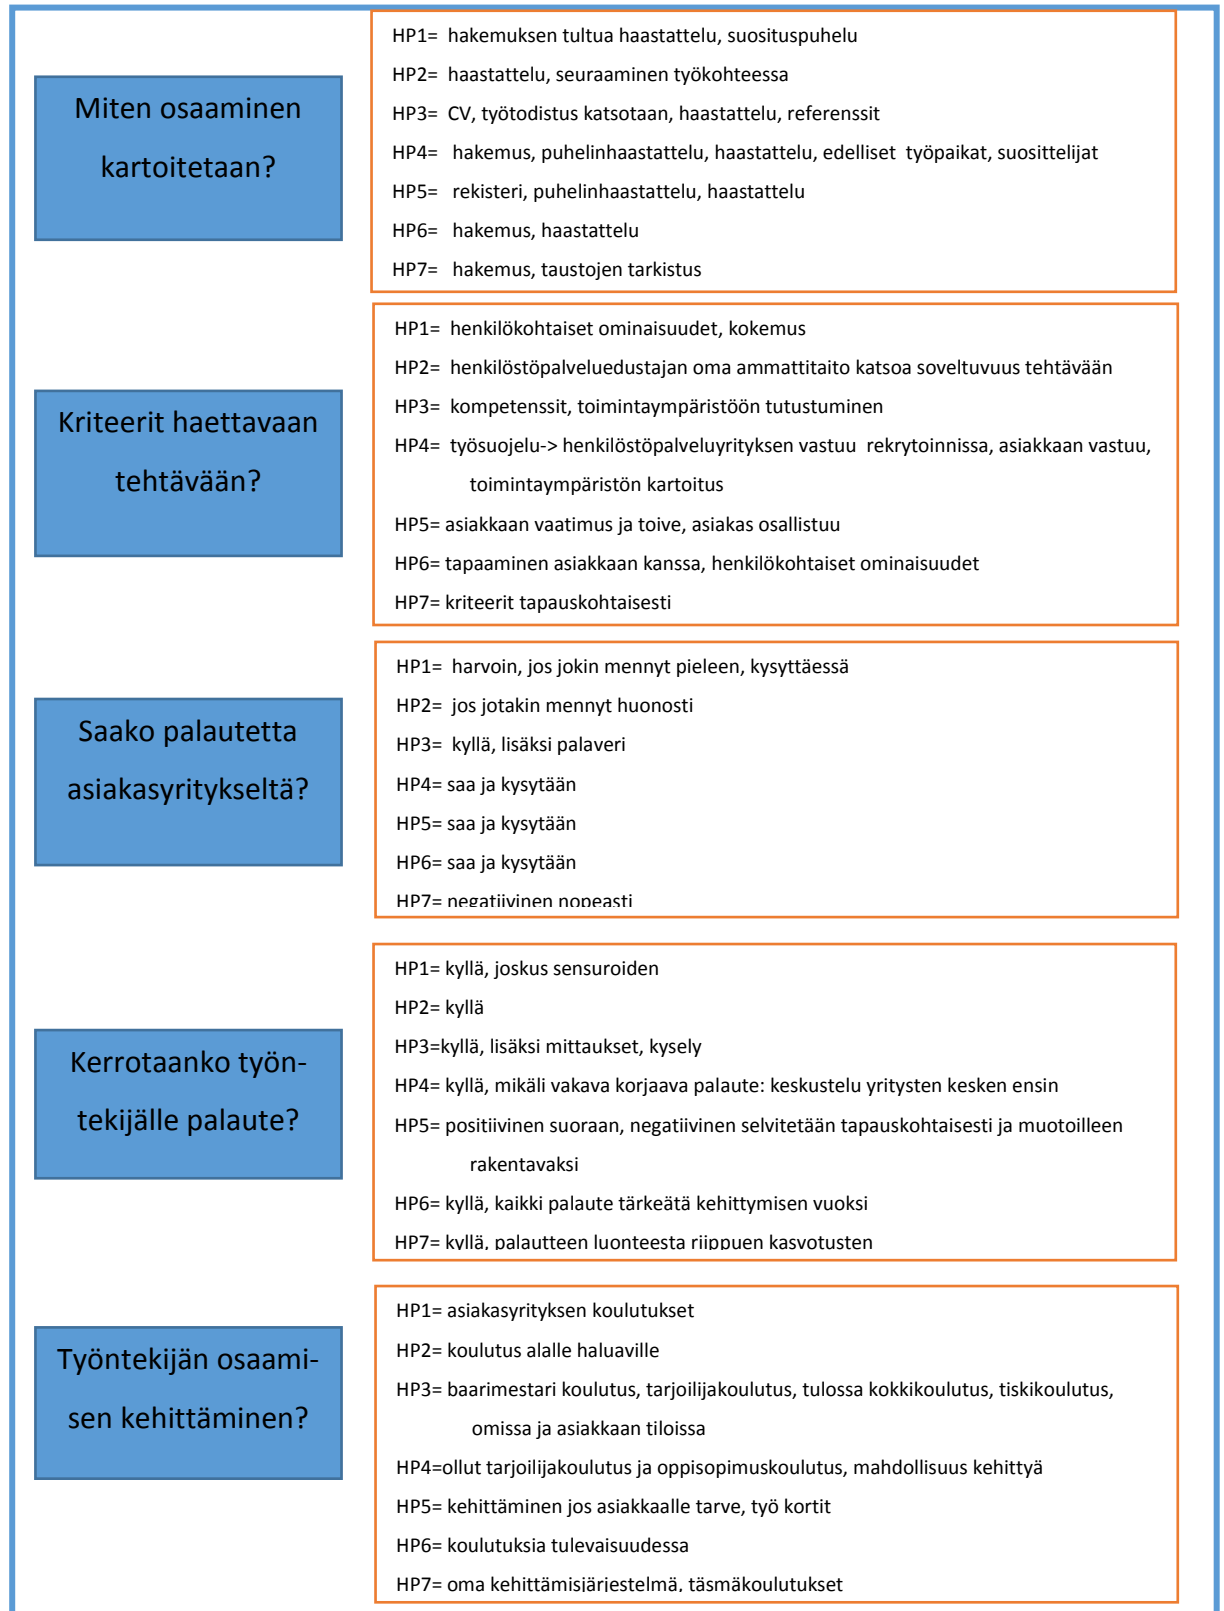 Miten osaaminen
kartoitetaan?
HP1= hakemuksen tultua haastattelu, suosituspuhelu
HP2= haastattelu, seuraaminen työkohteessa
HP3= CV, työtodistus katsotaan, haastattelu, referenssit
HP4= hakemus, puhelinhaastattelu, haastattelu, edelliset työpaikat, suosittelijat
HP5= rekisteri, puhelinhaastattelu, haastattelu
HP6= hakemus, haastattelu
HP7= hakemus, taustojen tarkistus
Kriteerit haettavaan
tehtävään?
HP1= henkilökohtaiset ominaisuudet, kokemus
HP2= henkilöstöpalveluedustajan oma ammattitaito katsoa soveltuvuus tehtävään
HP3= kompetenssit, toimintaympäristöön tutustuminen
HP4= työsuojelu-> henkilöstöpalveluyrityksen vastuu rekrytoinnissa, asiakkaan vastuu,
toimintaympäristön kartoitus
HP5= asiakkaan vaatimus ja toive, asiakas osallistuu
HP6= tapaaminen asiakkaan kanssa, henkilökohtaiset ominaisuudet
HP7= kriteerit tapauskohtaisesti
Saako palautetta
asiakasyritykseltä?
HP1= harvoin, jos jokin mennyt pieleen, kysyttäessä
HP2= jos jotakin mennyt huonosti
HP3= kyllä, lisäksi palaveri
HP4= saa ja kysytään
HP5= saa ja kysytään
HP6= saa ja kysytään
HP7= negatiivinen nopeasti
Kerrotaanko työn-
tekijälle palaute?
HP1= kyllä, joskus sensuroiden
HP2= kyllä
HP3=kyllä, lisäksi mittaukset, kysely
HP4= kyllä, mikäli vakava korjaava palaute: keskustelu yritysten kesken ensin
HP5= positiivinen suoraan, negatiivinen selvitetään tapauskohtaisesti ja muotoilleen
rakentavaksi
HP6= kyllä, kaikki palaute tärkeätä kehittymisen vuoksi
HP7= kyllä, palautteen luonteesta riippuen kasvotusten
Työntekijän osaami-
sen kehittäminen?
HP1= asiakasyrityksen koulutukset
HP2= koulutus alalle haluaville
HP3= baarimestari koulutus, tarjoilijakoulutus, tulossa kokkikoulutus, tiskikoulutus,
omissa ja asiakkaan tiloissa
HP4=ollut tarjoilijakoulutus ja oppisopimuskoulutus, mahdollisuus kehittyä
HP5= kehittäminen jos asiakkaalle tarve, työ kortit
HP6= koulutuksia tulevaisuudessa
HP7= oma kehittämisjärjestelmä, täsmäkoulutukset